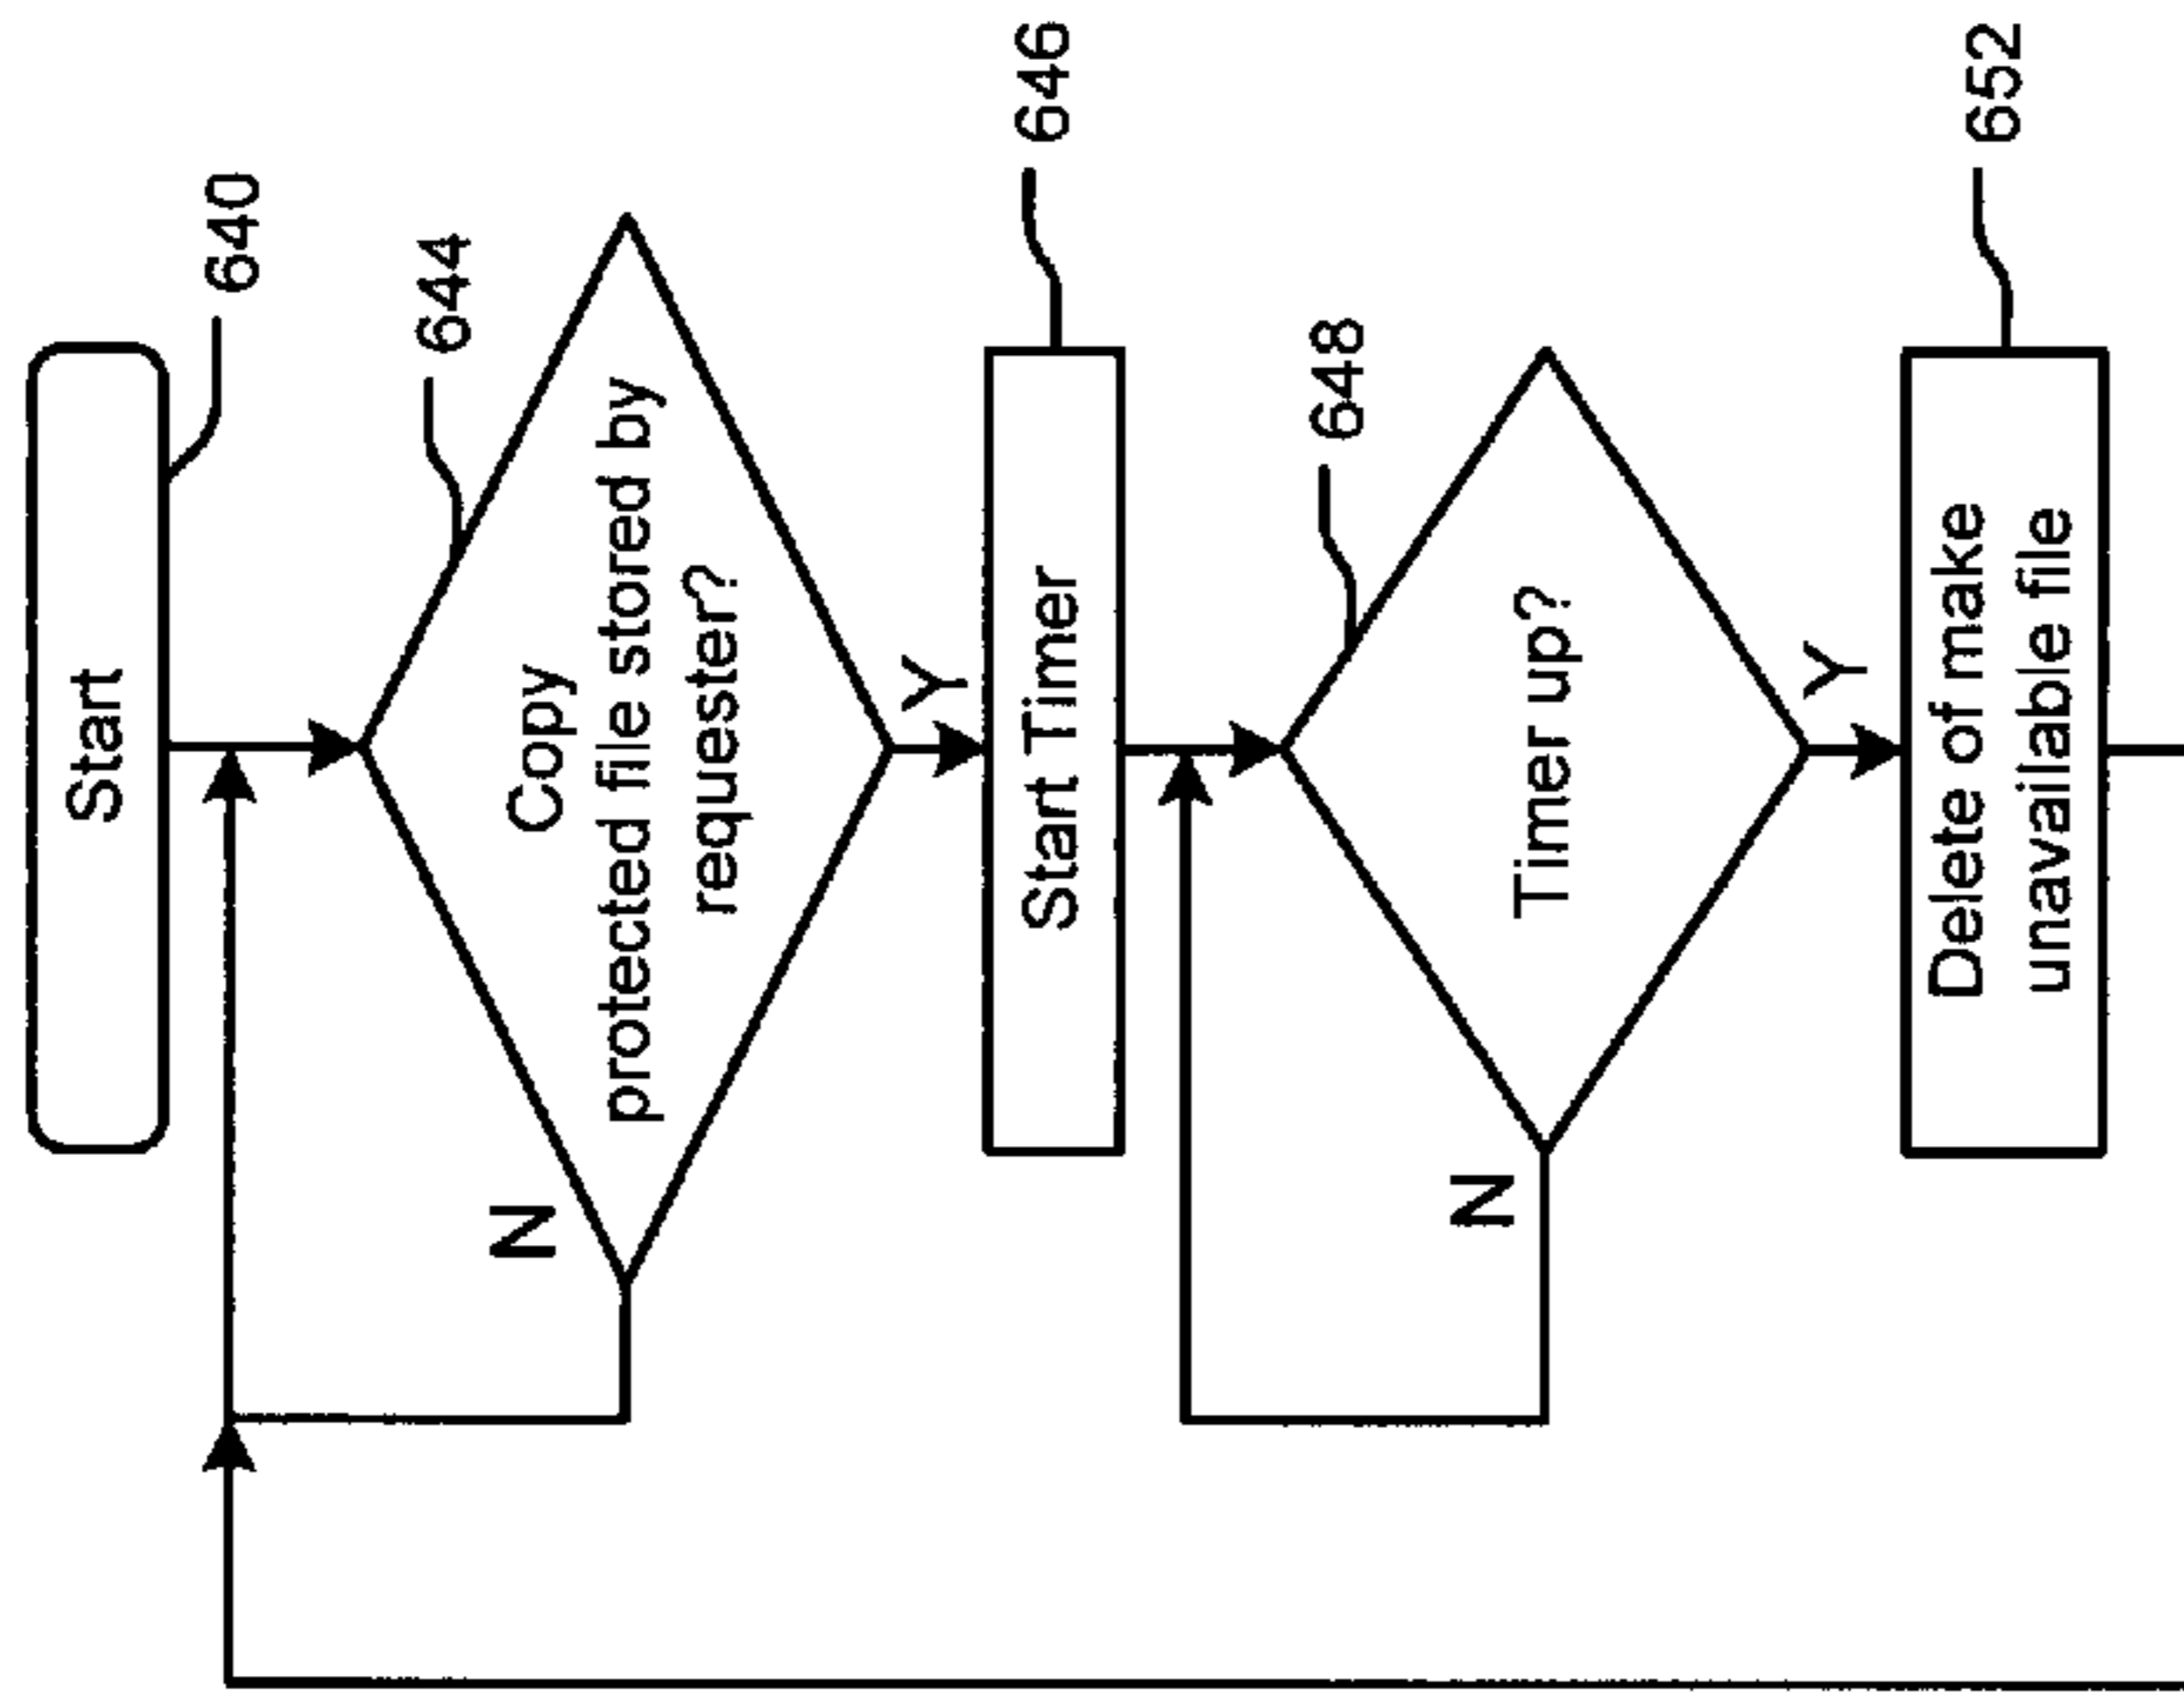 Start
640
644
Copy
protected file stored by
requester?
N
Y
Start Timer
646
648
Timer up?
N
Y
Delete of make
unavailable file
652